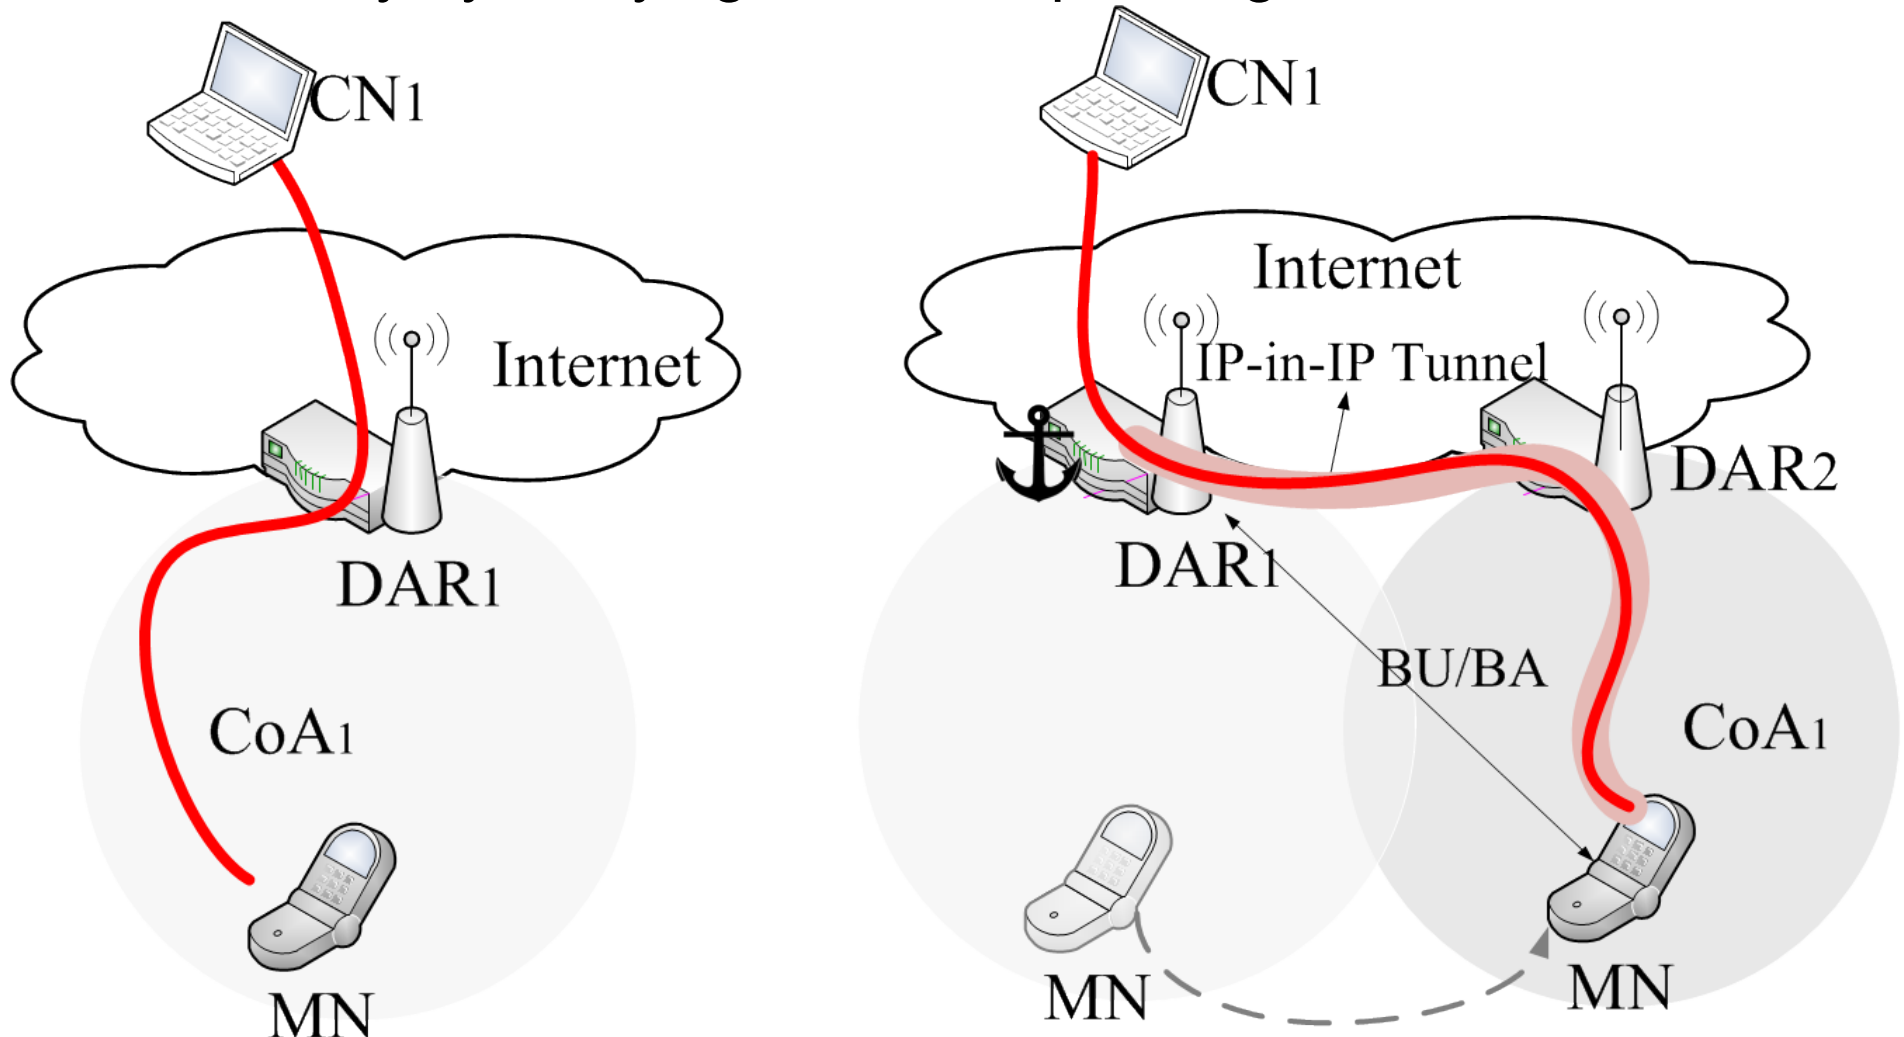 CN1
Internet
DAR1
CoA1
MN
CN1
Internet
IP-in-IP Tunnel
DAR2
DAR1
BU/BA
CoA1
MN
MN